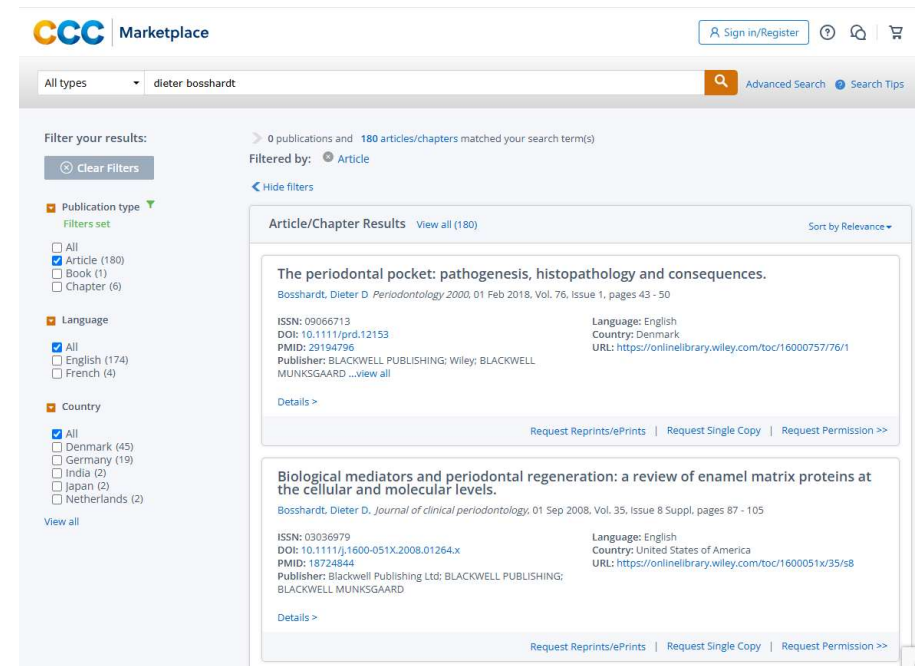 CCC Marketplace
Sign in/Register
All types
dieter bosshardt
Advanced Search
Search Tips
Filter your results:
Clear Filters
Publication type
Filters set
All
Article (180)
Book (1)
Chapter (6)
Language
All
English (174)
French (4)
Country
All
Denmark (45)
Germany (19)
India (2)
Japan (2)
Netherlands (2)
View all
0 publications and 180 articles/chapters matched your search term(s)
Filtered by: Article
Hide filters
Article/Chapter Results View all (180)
Sort by Relevance
The periodontal pocket: pathogenesis, histopathology and consequences.
Bosshardt, Dieter D Periodontology 2000, 01 Feb 2018, Vol. 76, Issue 1, pages 43 - 50
ISSN: 09066713
DOI: 10.1111/prd.12153
PMID: 29194796
Publisher: BLACKWELL PUBLISHING; Wiley; BLACKWELL
MUNKSGAARD ...view all
Language: English
Country: Denmark
URL: https://onlinelibrary.wiley.com/toc/16000757/76/1
Details >
Request Reprints/ePrints | Request Single Copy | Request Permission >>
Biological mediators and periodontal regeneration: a review of enamel matrix proteins at
the cellular and molecular levels.
Bosshardt, Dieter D. Journal of clinical periodontology, 01 Sep 2008, Vol. 35, Issue 8 Suppl, pages 87 - 105
ISSN: 03036979
DOI: 10.1111/j.1600-051X.2008.01264.x
PMID: 18724844
Publisher: Blackwell Publishing Ltd; BLACKWELL PUBLISHING;
BLACKWELL MUNKSGAARD
Language: English
Country: United States of America
URL: https://onlinelibrary.wiley.com/toc/1600051x/35/s8
Details >
Request Reprints/ePrints | Request Single Copy | Request Permission >>